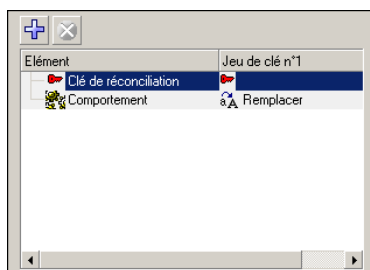 Elément Jeu de clé n°1
Clé de réconciliation
Comportement Remplacer